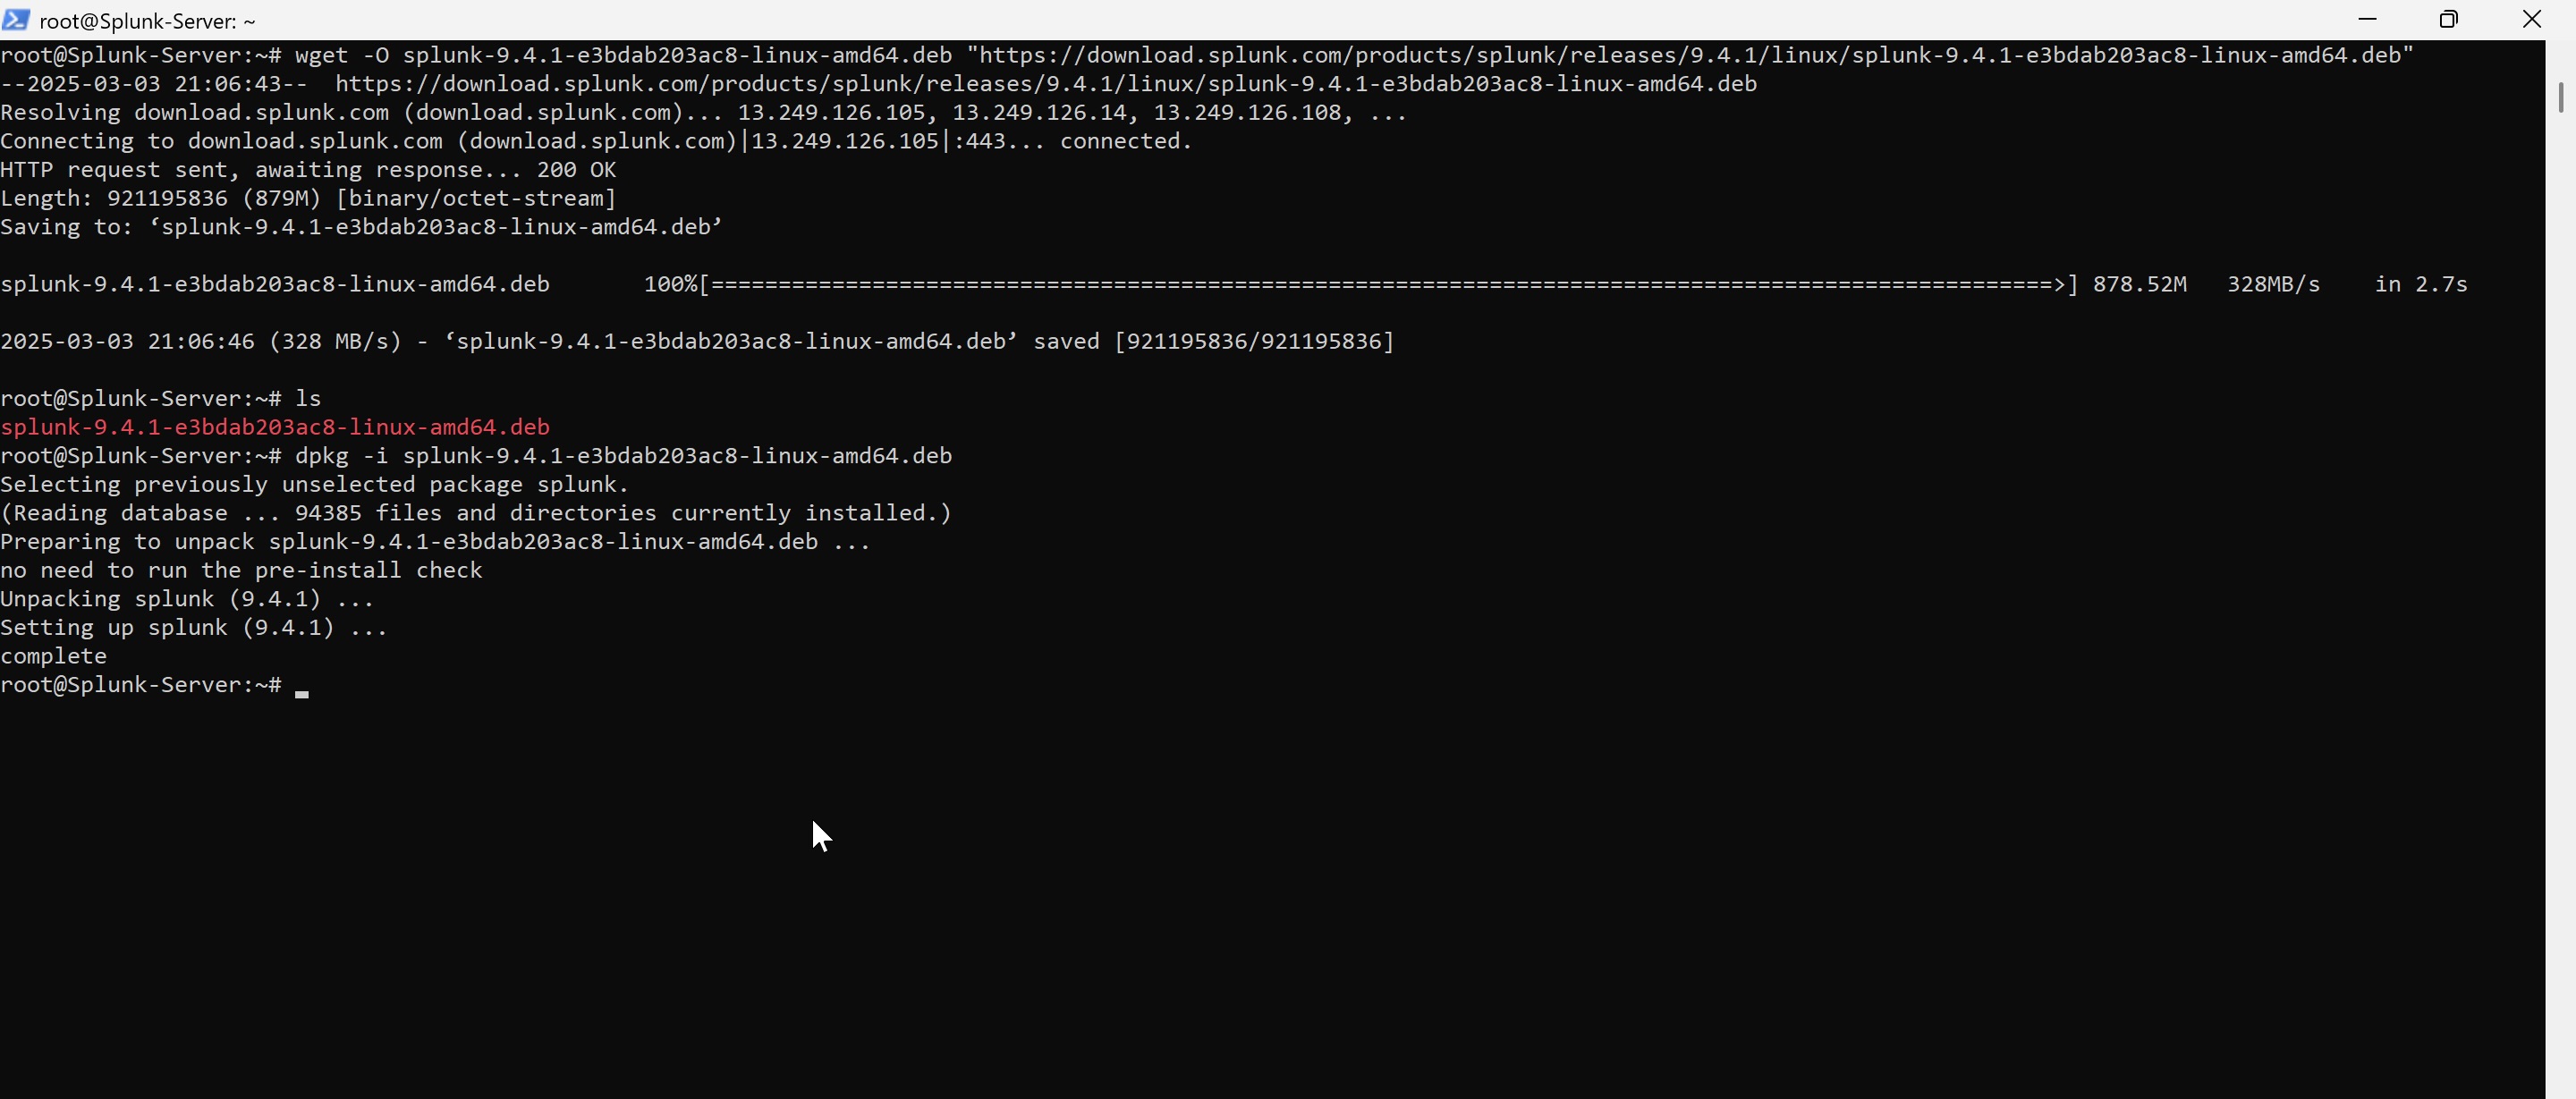 root@Splunk-Server: ~
root@Splunk-Server:~# wget -O splunk-9.4.1-e3bdab203ac8-linux-amd64.deb "https://download.splunk.com/products/splunk/releases/9.4.1/linux/splunk-9.4.1-e3bdab203ac8-linux-amd64.deb"
--2025-03-03 21:06:43--  https://download.splunk.com/products/splunk/releases/9.4.1/linux/splunk-9.4.1-e3bdab203ac8-linux-amd64.deb
Resolving download.splunk.com (download.splunk.com)... 13.249.126.105, 13.249.126.14, 13.249.126.108, ...
Connecting to download.splunk.com (download.splunk.com)|13.249.126.105|:443... connected.
HTTP request sent, awaiting response... 200 OK
Length: 921195836 (879M) [binary/octet-stream]
Saving to: ‘splunk-9.4.1-e3bdab203ac8-linux-amd64.deb’
splunk-9.4.1-e3bdab203ac8-linux-amd64.deb       100%[====================================================================================================>] 878.52M   328MB/s    in 2.7s
2025-03-03 21:06:46 (328 MB/s) - ‘splunk-9.4.1-e3bdab203ac8-linux-amd64.deb’ saved [921195836/921195836]
root@Splunk-Server:~# ls
splunk-9.4.1-e3bdab203ac8-linux-amd64.deb
root@Splunk-Server:~# dpkg -i splunk-9.4.1-e3bdab203ac8-linux-amd64.deb
Selecting previously unselected package splunk.
(Reading database ... 94385 files and directories currently installed.)
Preparing to unpack splunk-9.4.1-e3bdab203ac8-linux-amd64.deb ...
no need to run the pre-install check
Unpacking splunk (9.4.1) ...
Setting up splunk (9.4.1) ...
complete
root@Splunk-Server:~#